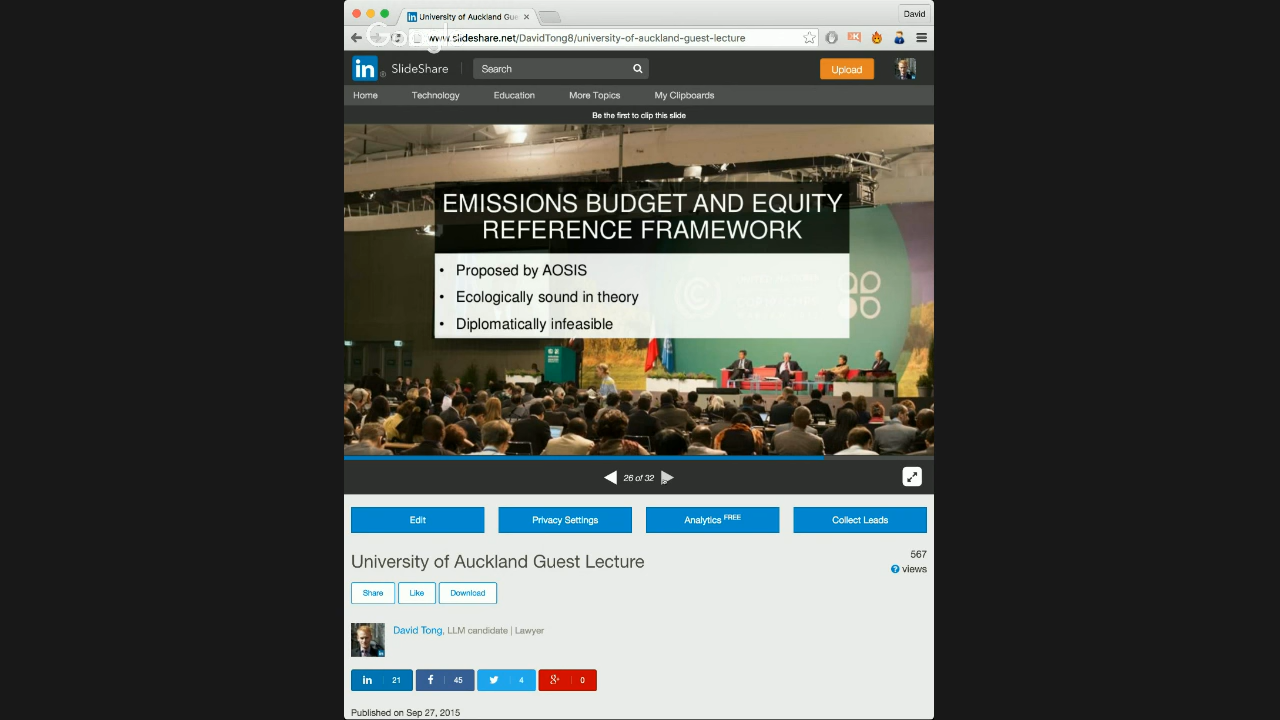 University of Auckland Gue
David
Google
www.slideshare.net/DavidTong8/university-of-auckland-guest-lecture
in SlideShare
Search
Upload
Home Technology Education More Topics My Clipboards
Be the first to clip this slide
EMISSIONS BUDGET AND EQUITY
REFERENCE FRAMEWORK
• Proposed by AOSIS
• Ecologically sound in theory
• Diplomatically infeasible
26 of 32
Edit Privacy Settings Analytics FREE Collect Leads
University of Auckland Guest Lecture
567
views
Share Like Download
David Tong, LLM candidate | Lawyer
in 21 f 45 4 g+ 0
Published on Sep 27, 2015